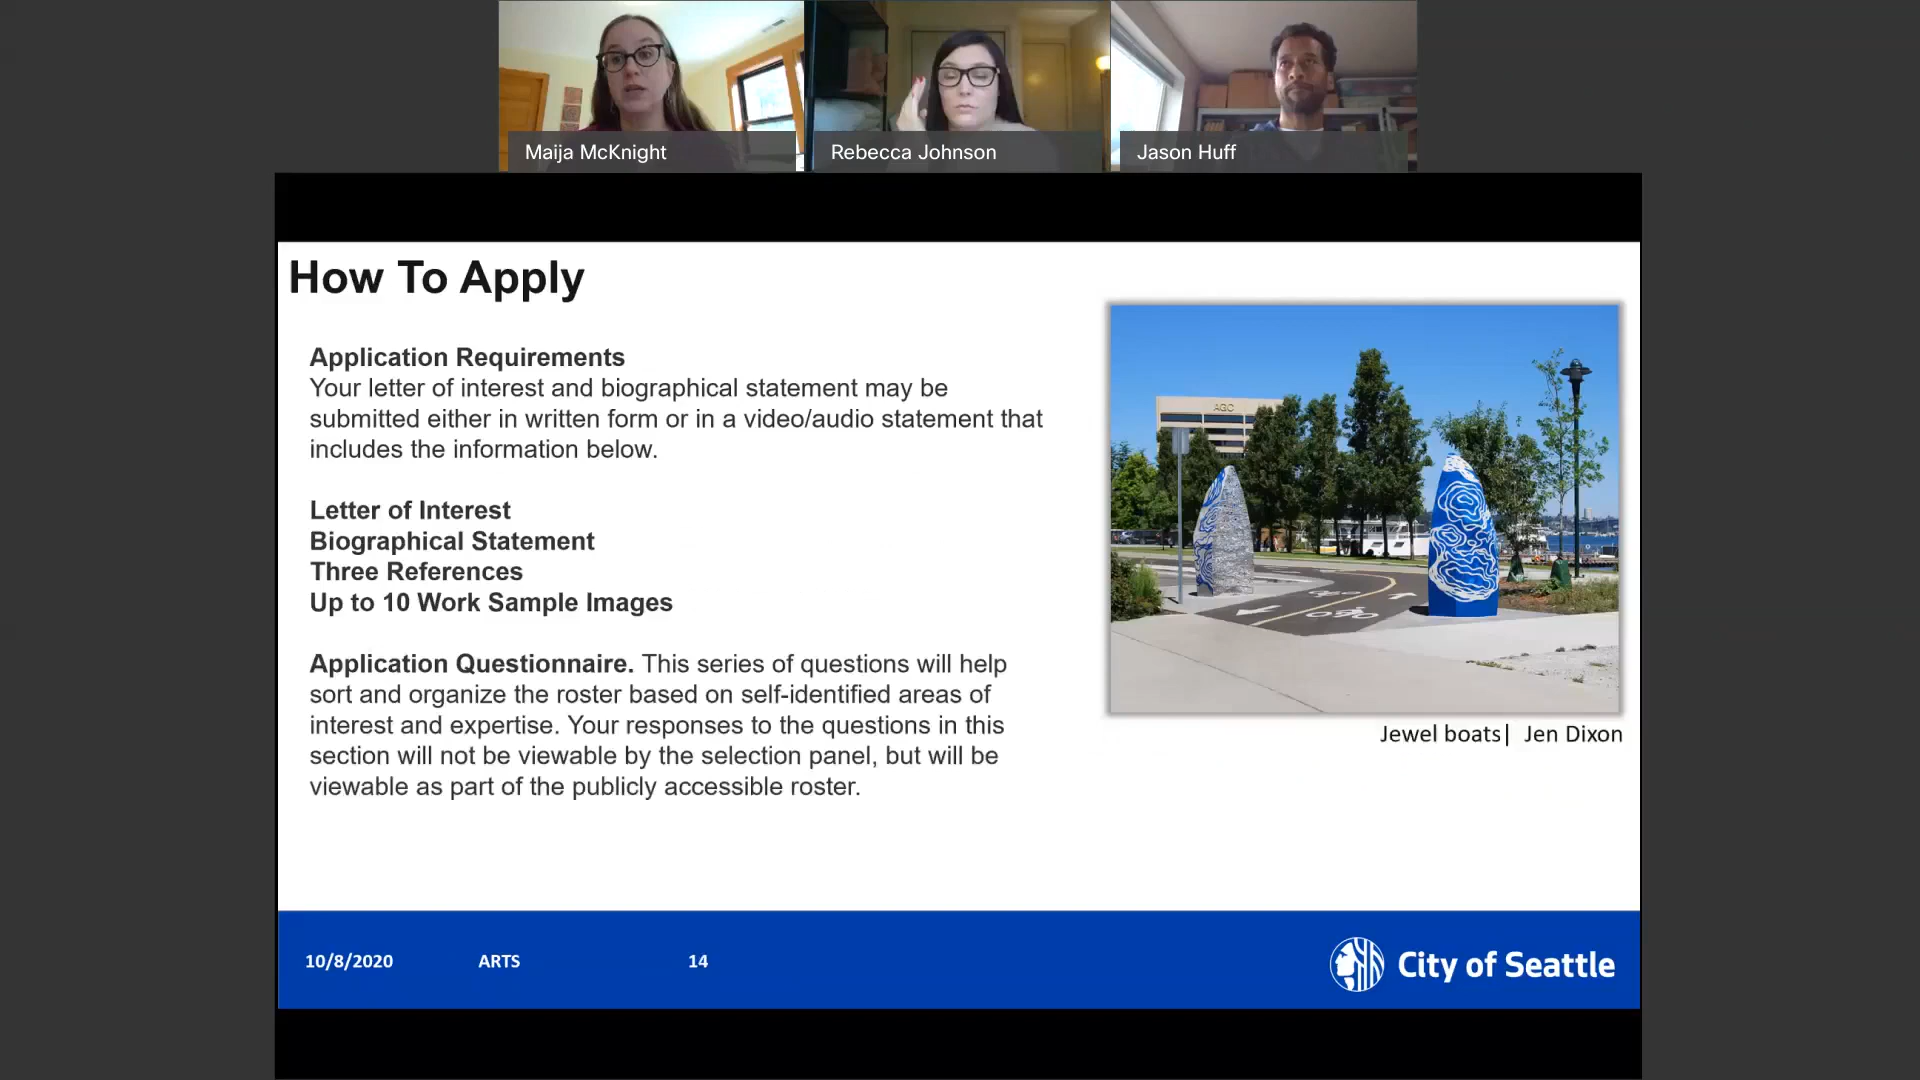 Maija McKnight
Rebecca Johnson
Jason Huff
How To Apply
Application Requirements
Your letter of interest and biographical statement may be
submitted either in written form or in a video/audio statement that
includes the information below.
Letter of Interest
Biographical Statement
Three References
Up to 10 Work Sample Images
Application Questionnaire. This series of questions will help
sort and organize the roster based on self-identified areas of
interest and expertise. Your responses to the questions in this
section will not be viewable by the selection panel, but will be
viewable as part of the publicly accessible roster.
AGC
Jewel boats| Jen Dixon
10/8/2020
ARTS
14
City of Seattle